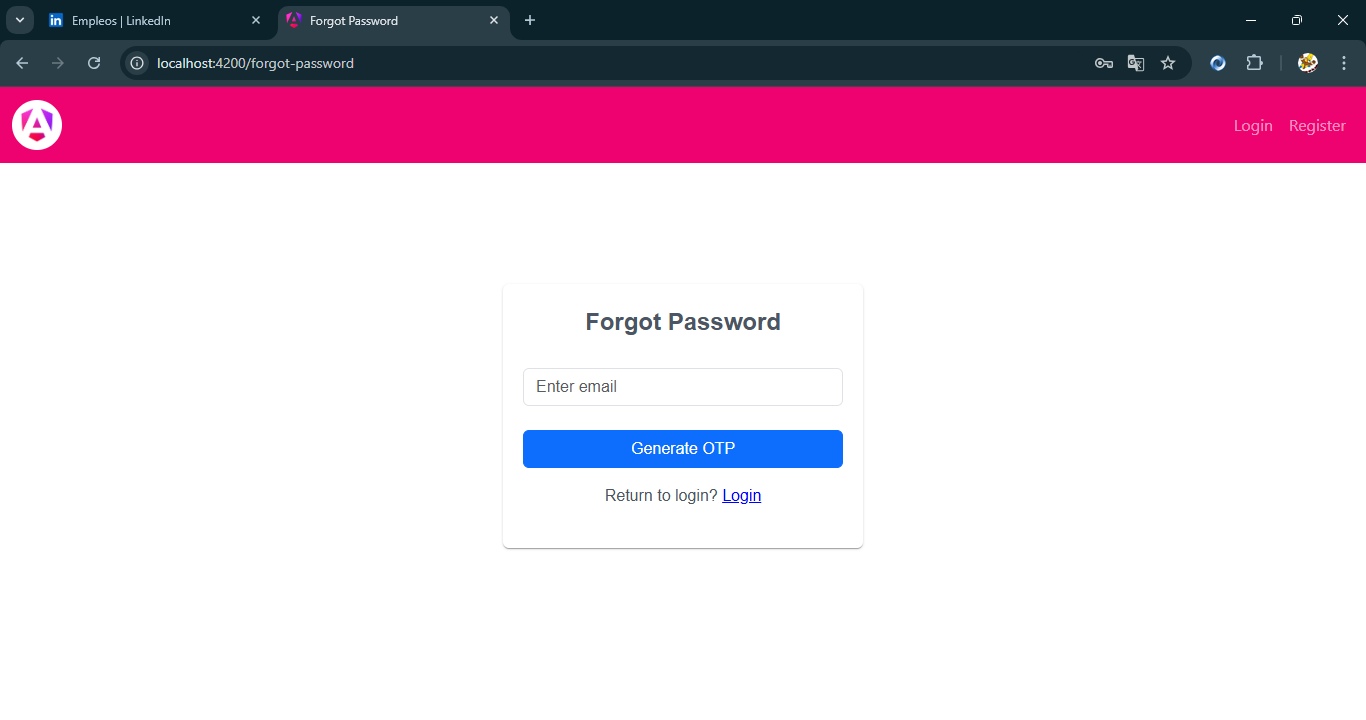 Empleos | LinkedIn
Forgot Password
localhost:4200/forgot-password
Login Register
Forgot Password
Enter email
Generate OTP
Return to login? Login